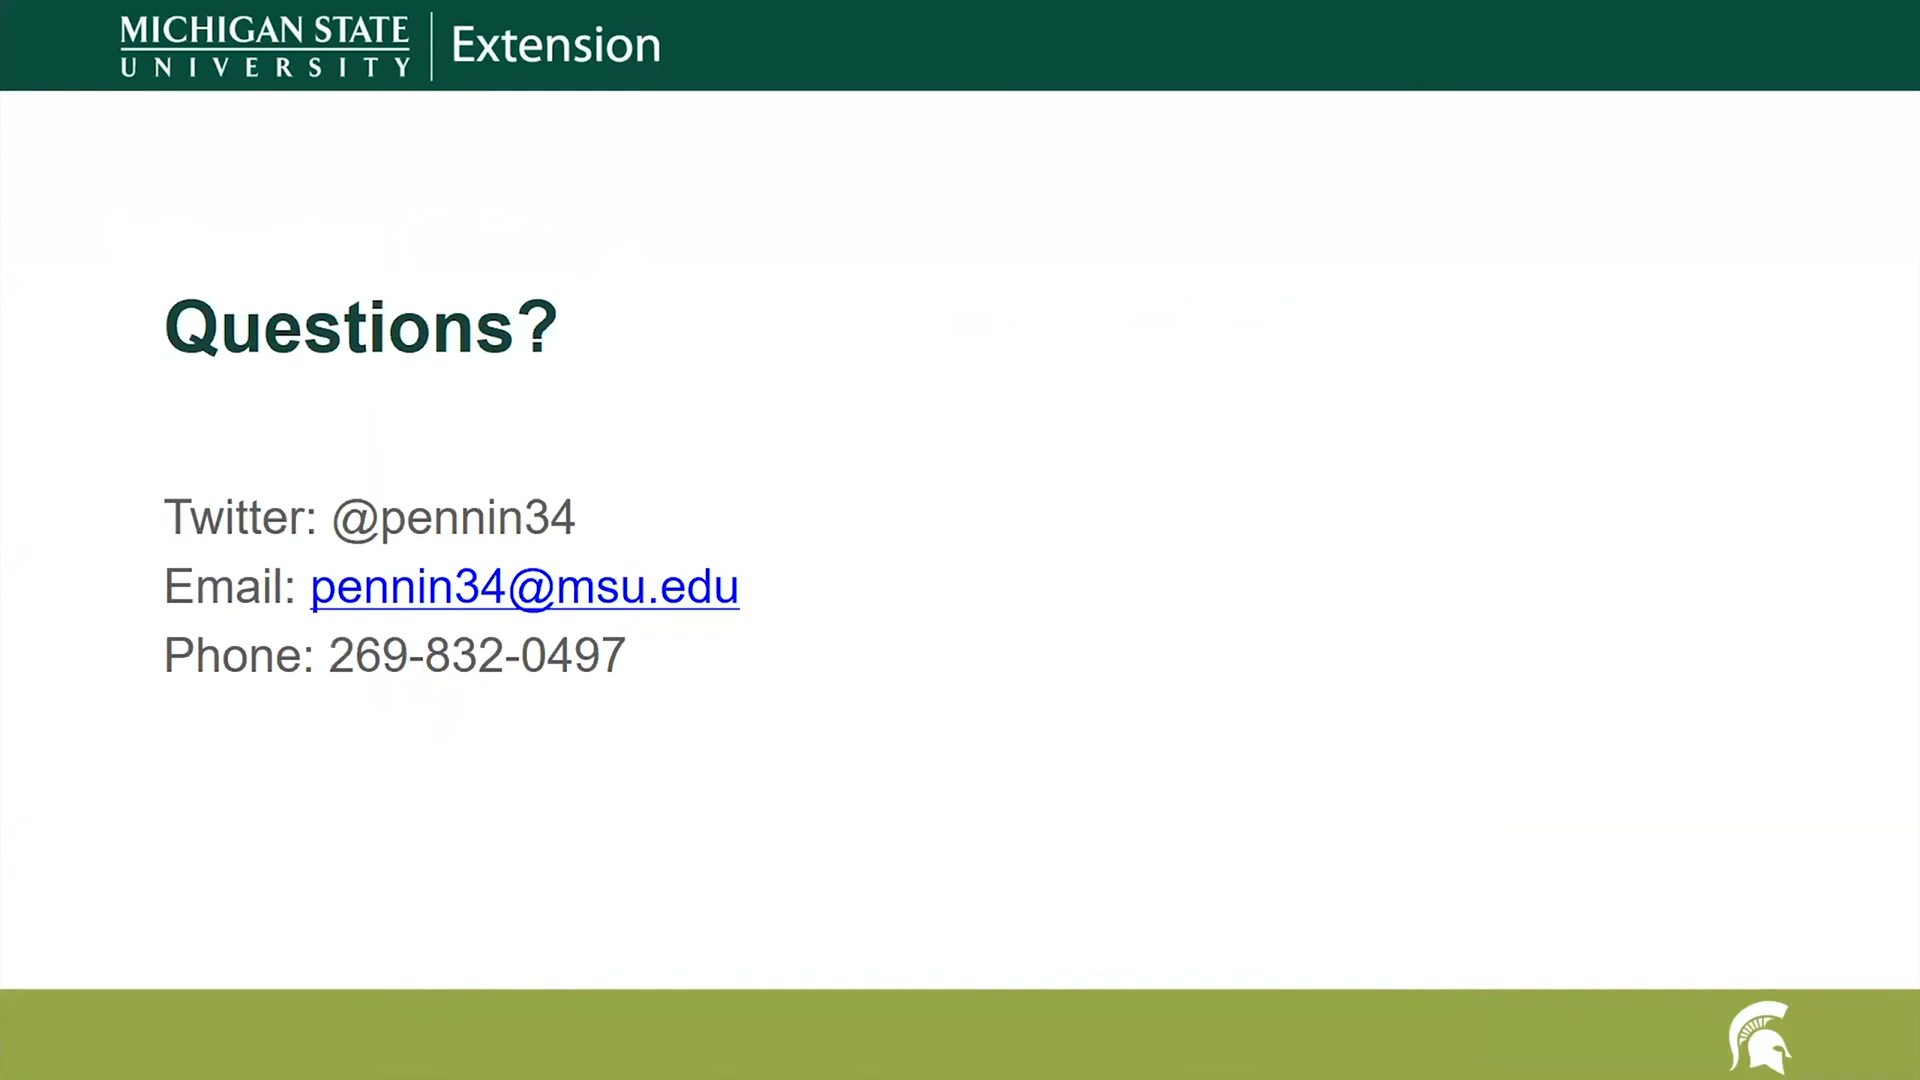 MICHIGAN STATE
UNIVERSITY
Extension
Questions?
Twitter: @pennin34
Email: pennin34@msu.edu
Phone: 269-832-0497